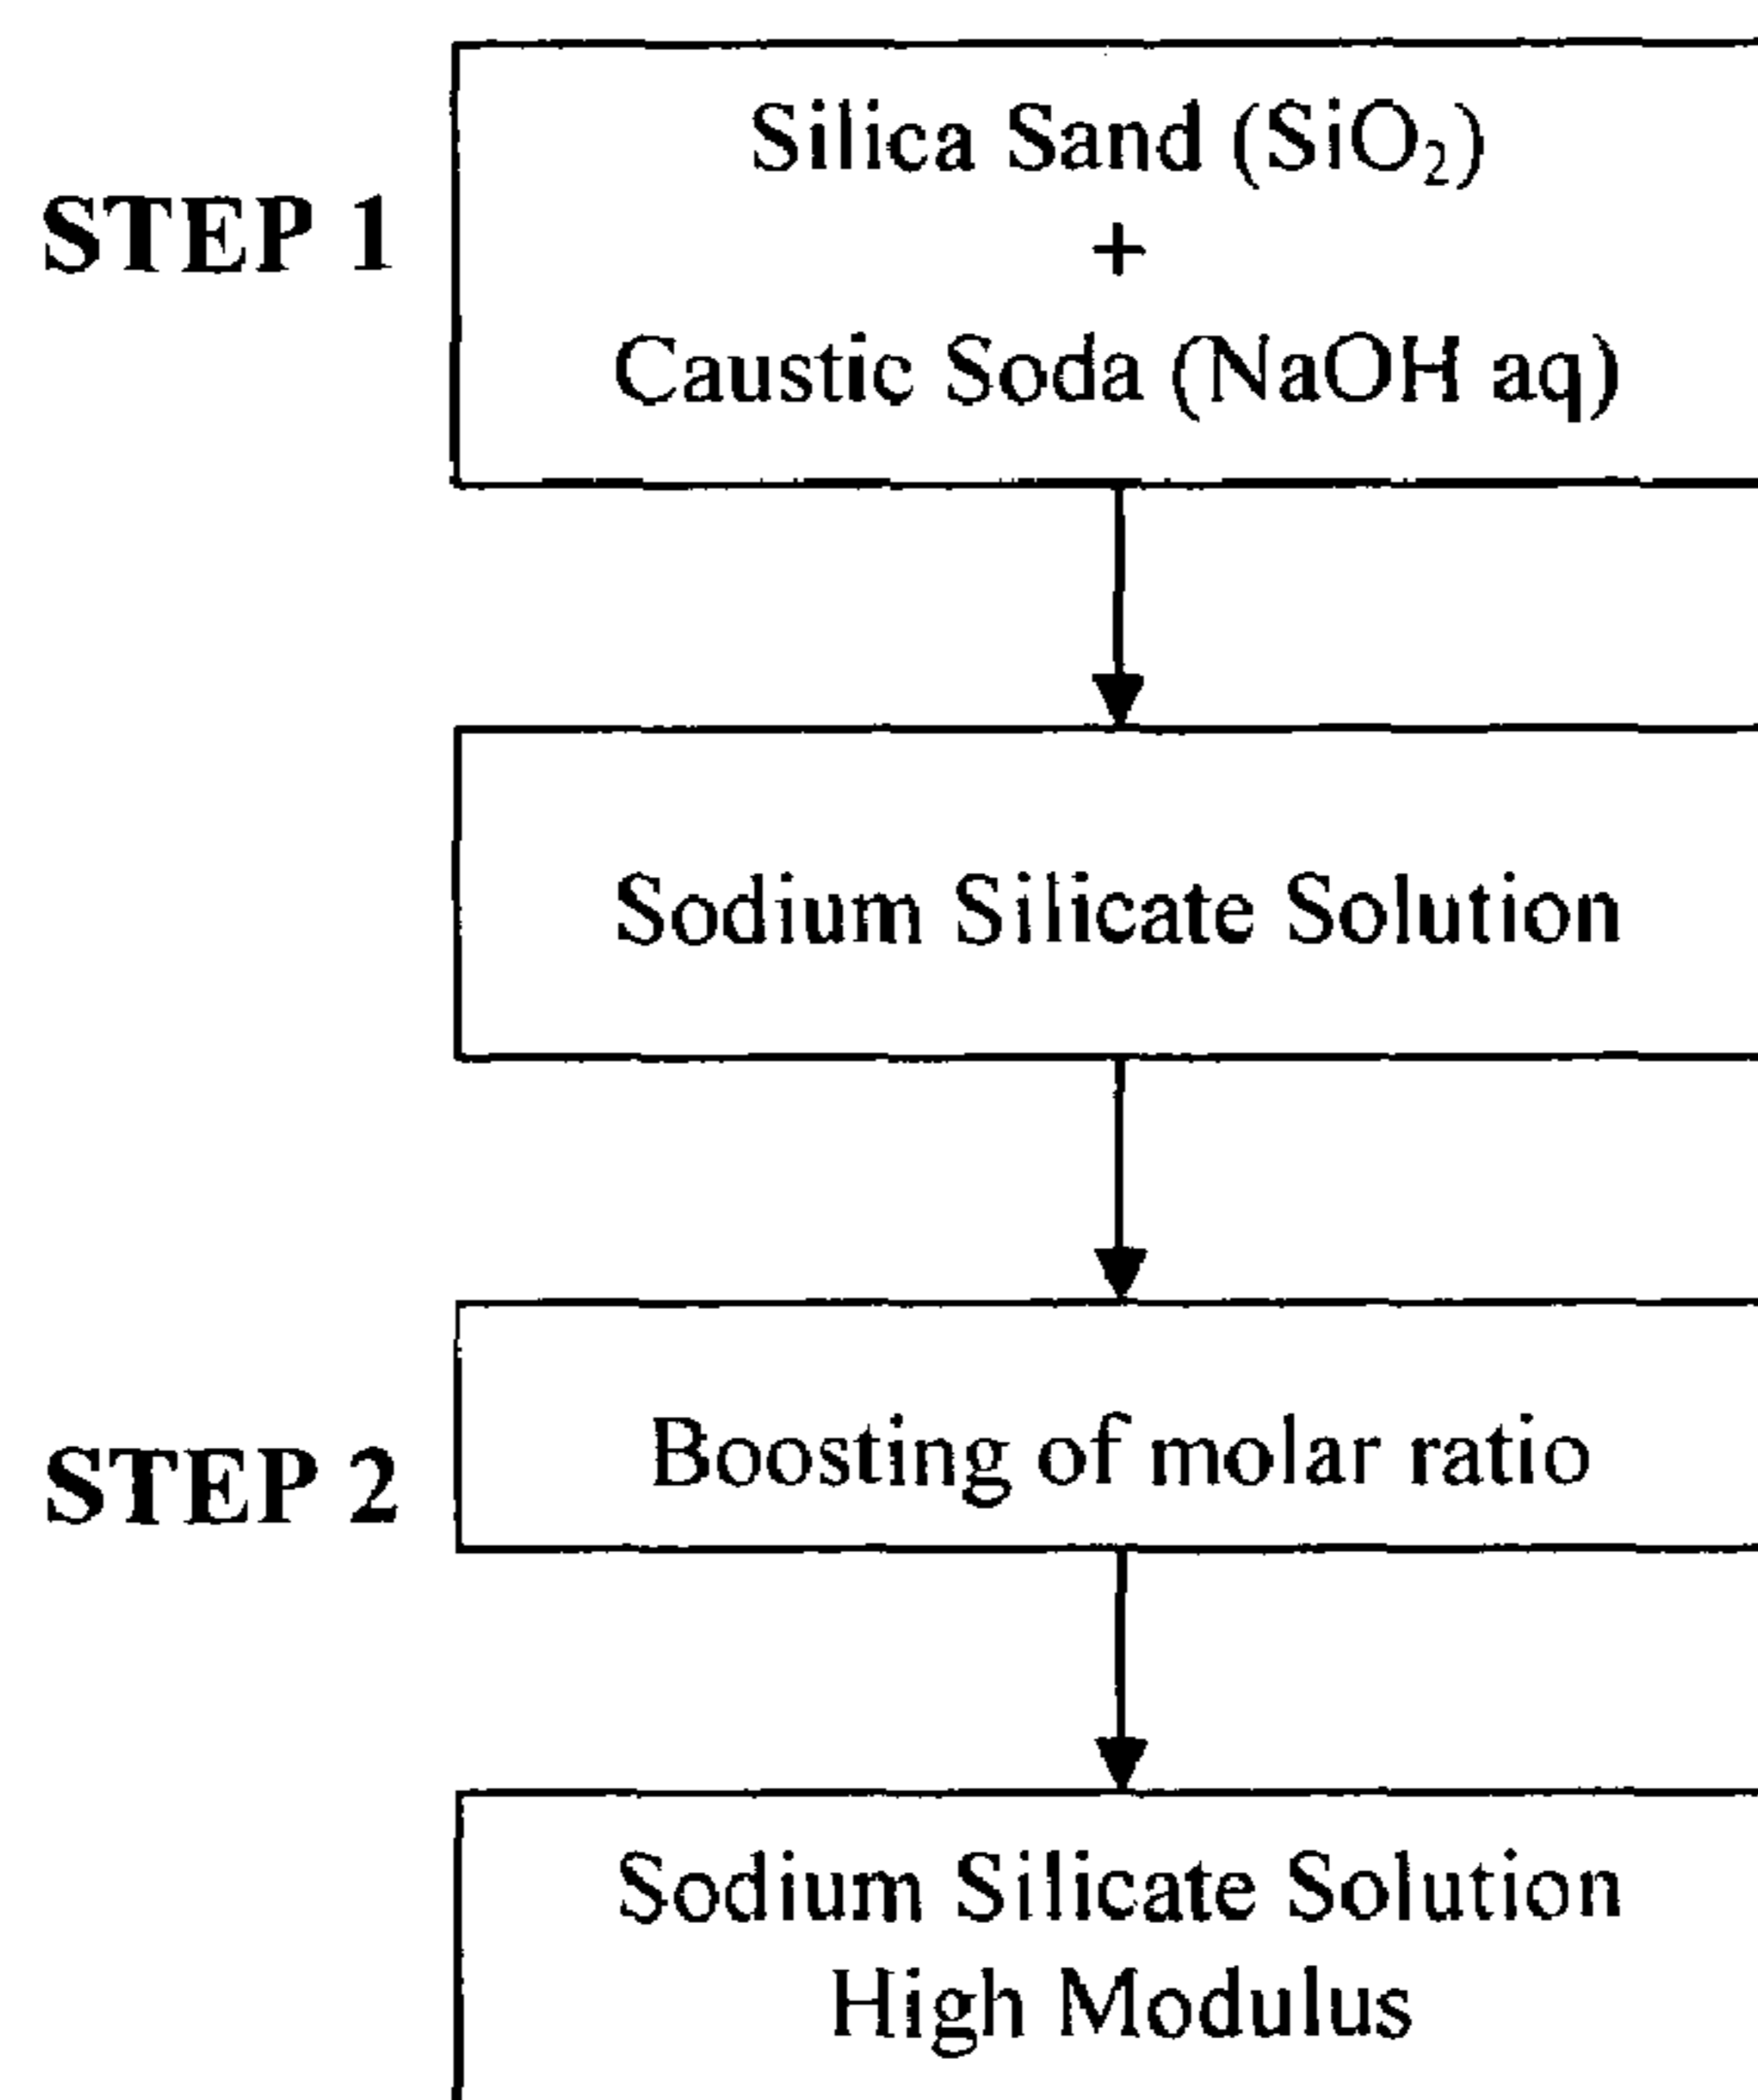 Silica Sand (SiO₂)
STEP 1
+
Caustic Soda (NaOH aq)
Sodium Silicate Solution
STEP 2
Boosting of molar ratio
Sodium Silicate Solution
High Modulus